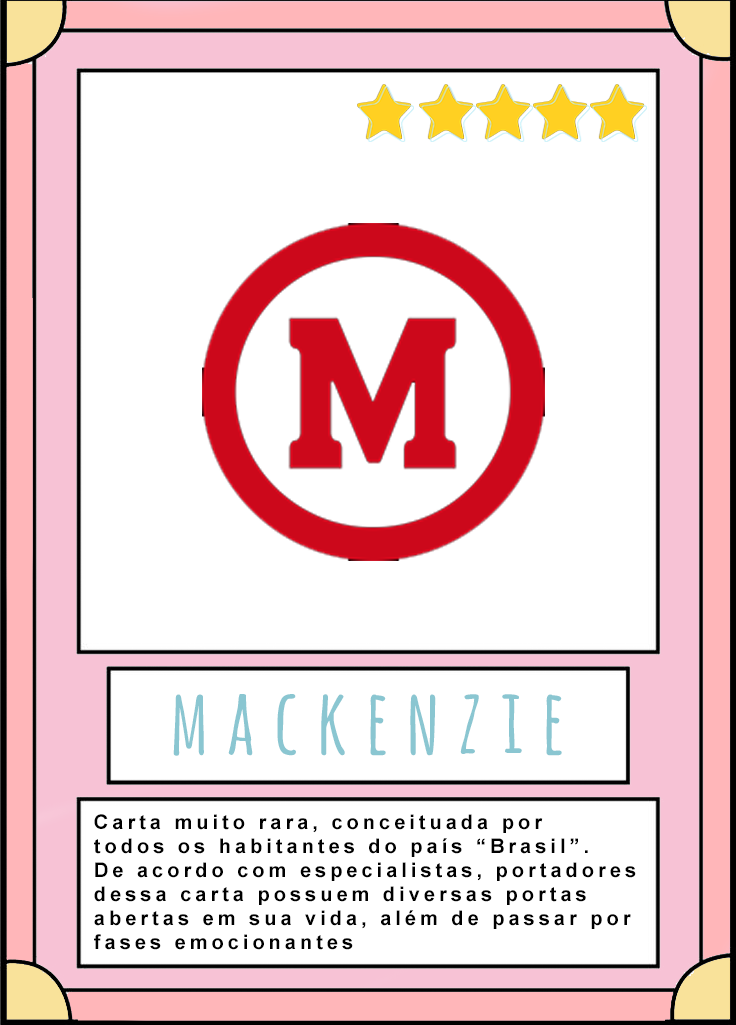 M
MACKENZIE
Carta muito rara, conceituada por
todos os habitantes do país “Brasil”.
De acordo com especialistas, portadores
dessa carta possuem diversas portas
abertas em sua vida, além de passar por
fases emocionantes